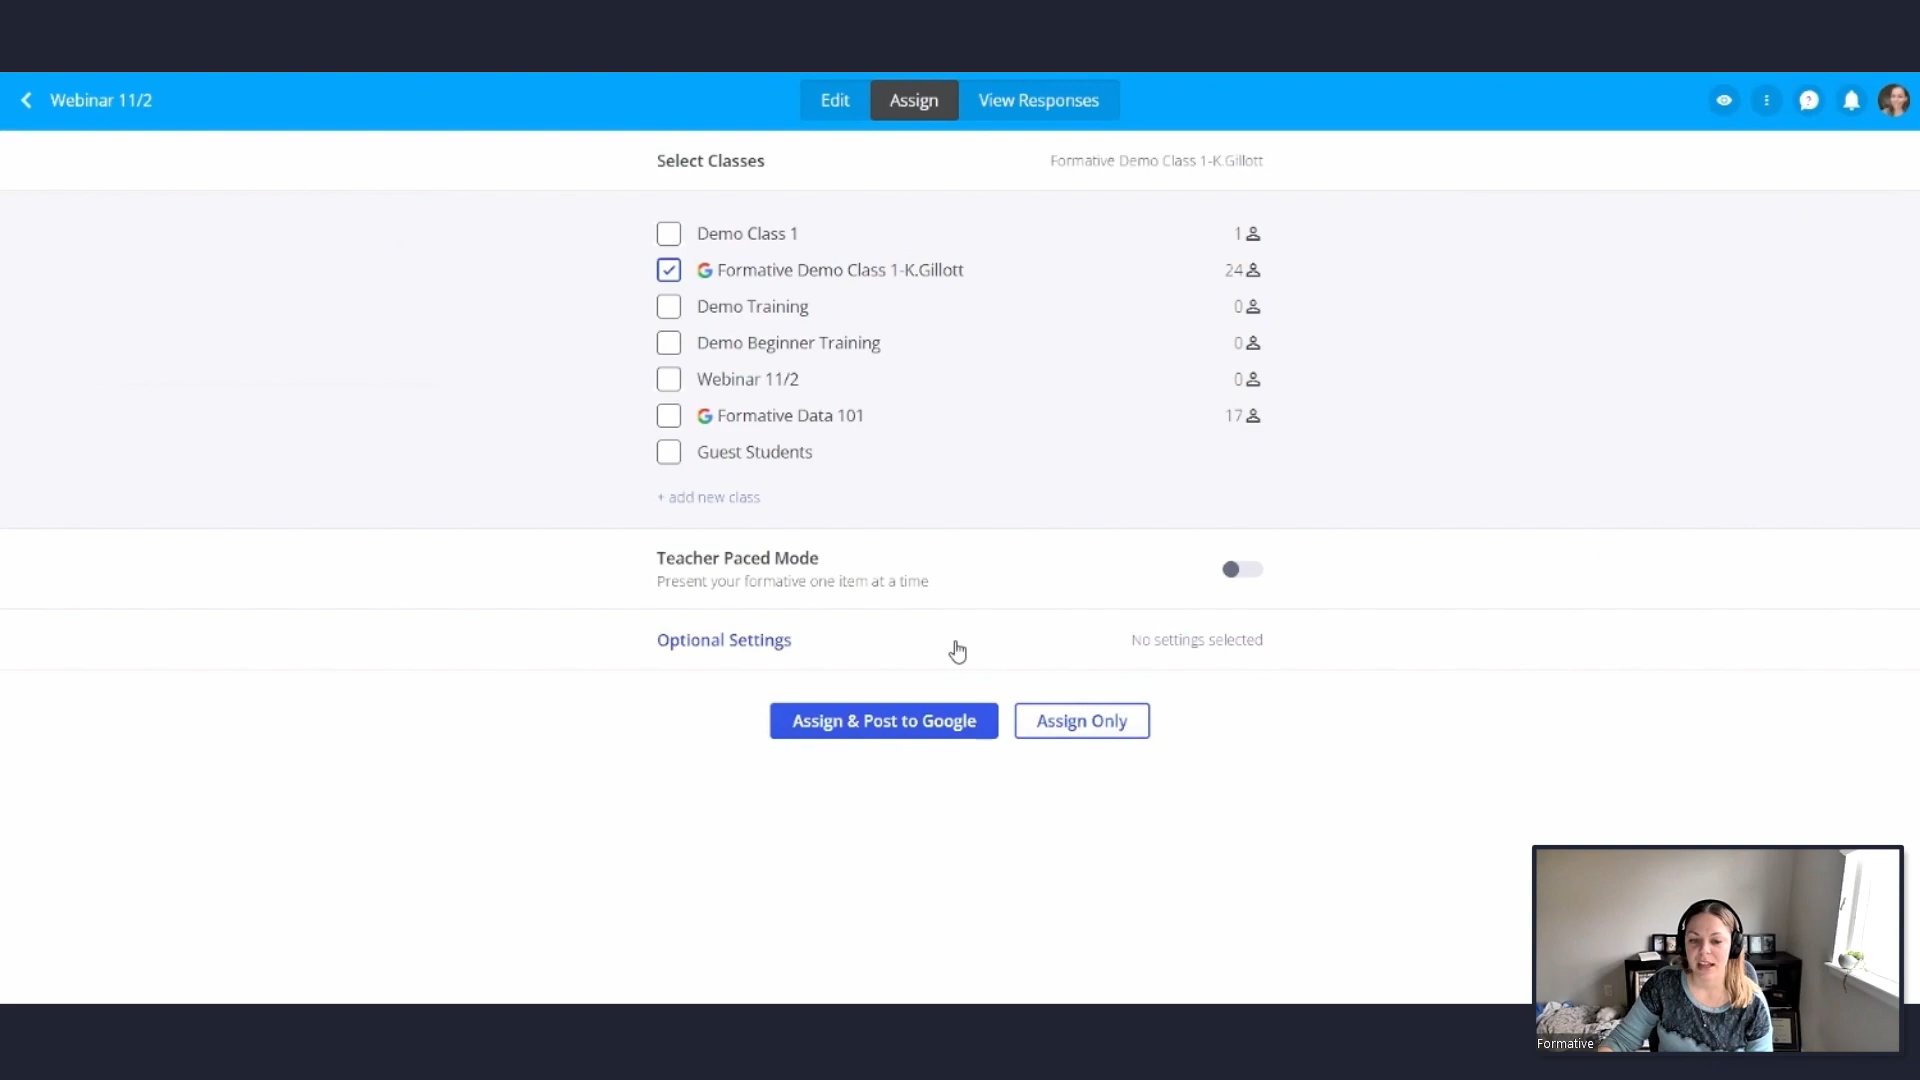 Webinar 11/2
Edit
Assign
View Responses
Select Classes
Formative Demo Class 1-K.Gillott
Demo Class 1
1
Formative Demo Class 1-K.Gillott
24
Demo Training
0
Demo Beginner Training
0
Webinar 11/2
0
Formative Data 101
17
Guest Students
+ add new class
Teacher Paced Mode
Present your formative one item at a time
Optional Settings
No settings selected
Assign & Post to Google
Assign Only
Formative